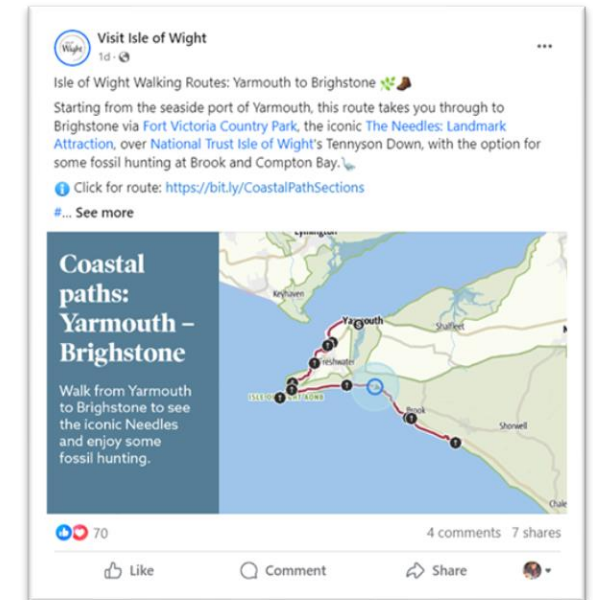 Wight
Visit Isle of Wight
1d ·
Isle of Wight Walking Routes: Yarmouth to Brighstone
Starting from the seaside port of Yarmouth, this route takes you through to
Brighstone via Fort Victoria Country Park, the iconic The Needles: Landmark
Attraction, over National Trust Isle of Wight's Tennyson Down, with the option for
some fossil hunting at Brook and Compton Bay.
Click for route: https://bit.ly/CoastalPathSections
#... See more
Coastal
paths:
Yarmouth –
Brighstone
Walk from Yarmouth
to Brighstone to see
the iconic Needles
and enjoy some
fossil hunting.
Lymington
Keyhaven
Yarmouth
Shalfleet
Freshwater
Brook
Shorwell
Chale
70
4 comments 7 shares
Like Comment Share